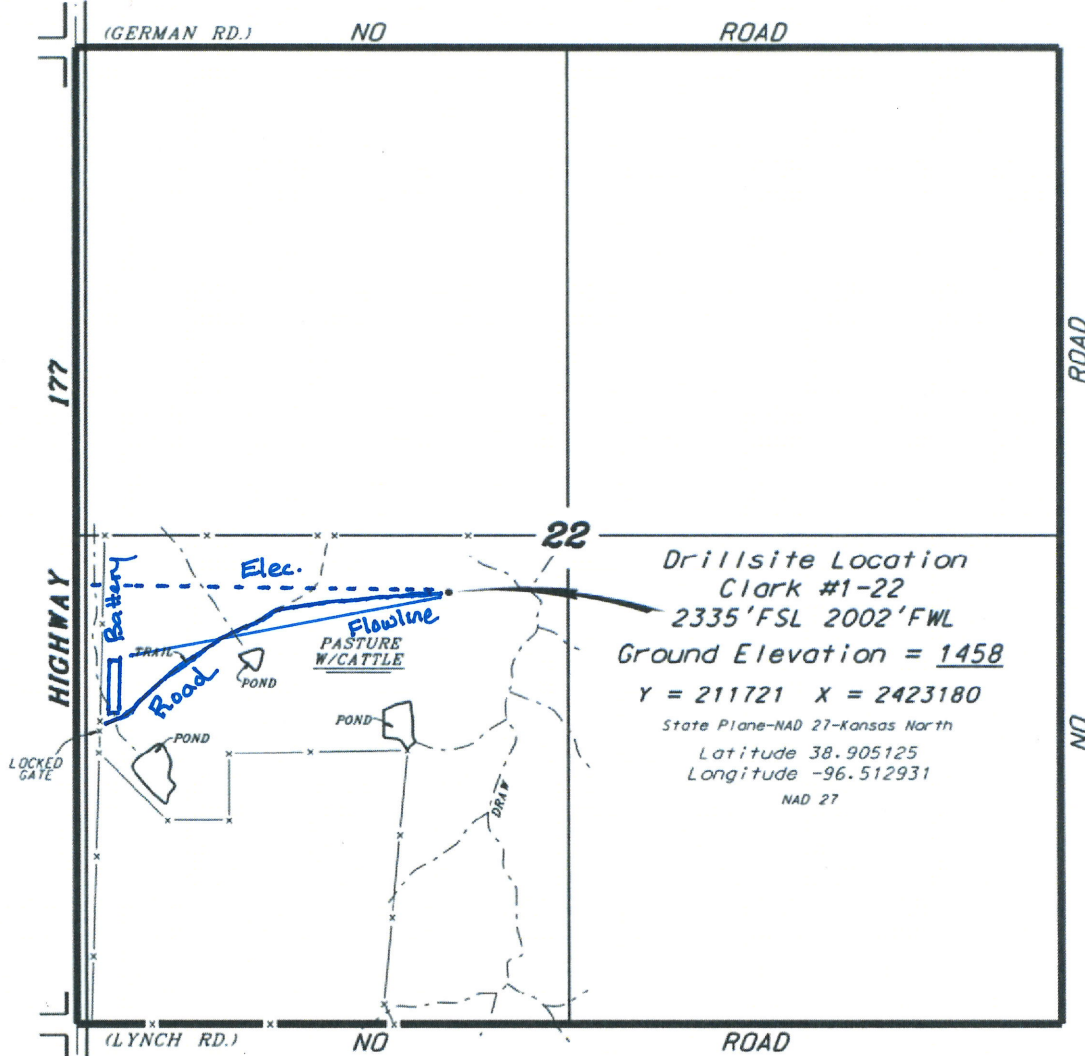 (GERMAN RD.) NO ROAD
HIGHWAY 177
ROAD
NO
22
Elec.
Battery
Flowline
TRAIL
Road
PASTURE
W/CATTLE
POND
POND
POND
LOCKED
GATE
DRAW
Drillsite Location
Clark #1-22
2335'FSL 2002'FWL
Ground Elevation = 1458
Y = 211721 X = 2423180
State Plane-NAD 27-Kansas North
Latitude 38.905125
Longitude -96.512931
NAD 27
(LYNCH RD.) NO ROAD